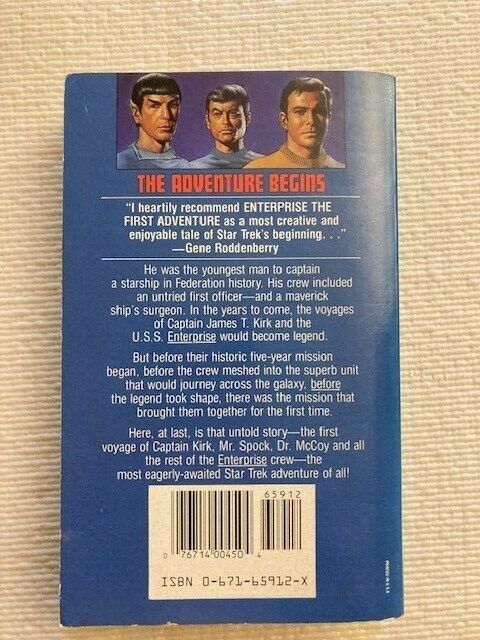 THE ADVENTURE BEGINS
"I heartily recommend ENTERPRISE THE
FIRST ADVENTURE as a most creative and
enjoyable tale of Star Trek's beginning. . ."
—Gene Roddenberry
He was the youngest man to captain
a starship in Federation history. His crew included
an untried first officer—and a maverick
ship's surgeon. In the years to come, the voyages
of Captain James T. Kirk and the
U.S.S. Enterprise would become legend.
But before their historic five-year mission
began, before the crew meshed into the superb unit
that would journey across the galaxy, before
the legend took shape, there was the mission that
brought them together for the first time.
Here, at last, is that untold story—the first
voyage of Captain Kirk, Mr. Spock, Dr. McCoy and all
the rest of the Enterprise crew—the
most eagerly-awaited Star Trek adventure of all!
65912
0 76714 00450 4
ISBN 0-671-65912-X
PRINTED IN U.S.A.